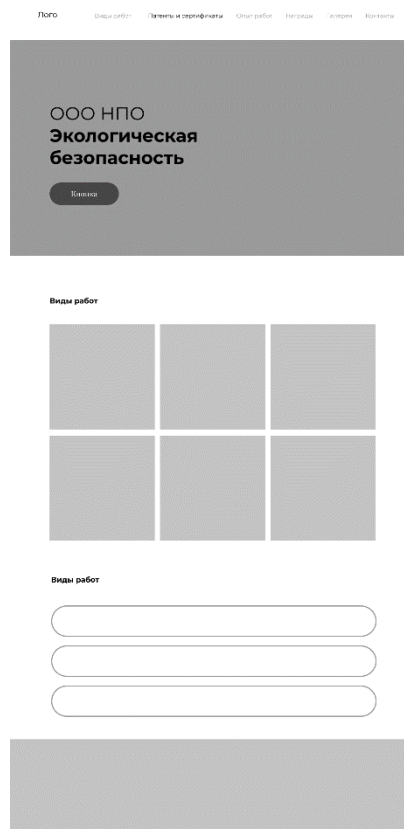 Лого Виды работ Патенты и сертификаты Опыт работ Награды Галерея Контакты
ООО НПО
Экологическая
безопасность
Кнопка
Виды работ
Виды работ